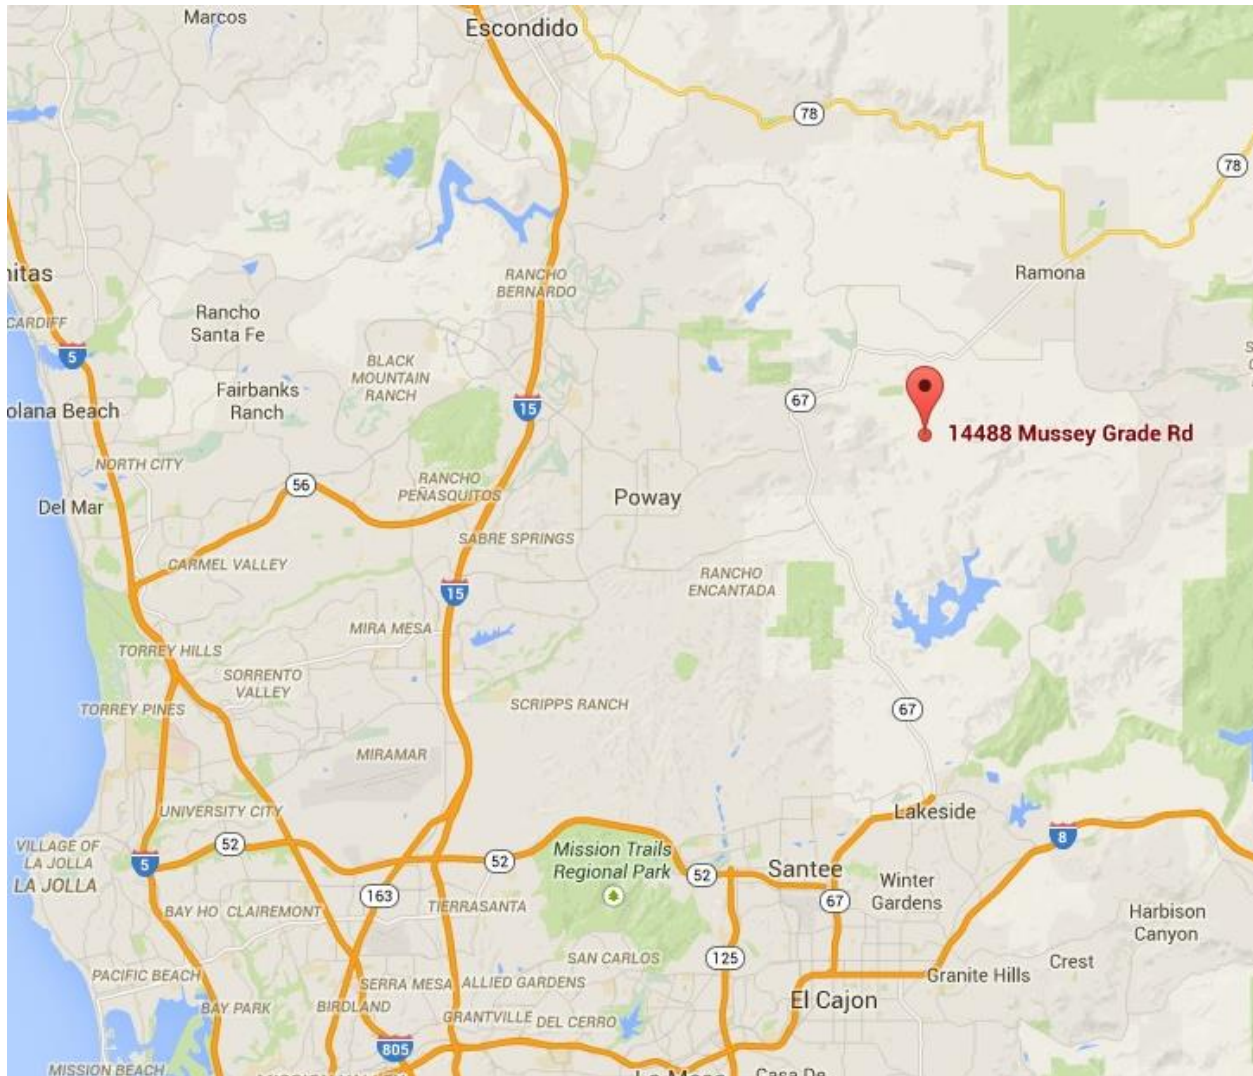 Marcos
Escondido
78
78
nitas
RANCHO
BERNARDO
Ramona
Rancho
Santa Fe
CARDIFF
5
BLACK
MOUNTAIN
RANCH
Fairbanks
Ranch
15
67
olana Beach
14488 Mussey Grade Rd
NORTH CITY
56
RANCHO
PEÑASQUITOS
Poway
Del Mar
SABRE SPRINGS
CARMEL VALLEY
RANCHO
ENCANTADA
15
MIRA MESA
TORREY HILLS
SORRENTO
VALLEY
TORREY PINES
SCRIPPS RANCH
67
MIRAMAR
UNIVERSITY CITY
Lakeside
VILLAGE OF
LA JOLLA
LA JOLLA
5
52
52
Mission Trails
Regional Park
52
Santee
8
163
67
Winter
Gardens
BAY HO
CLAIREMONT
TIERRASANTA
Harbison
Canyon
SAN CARLOS
125
PACIFIC BEACH
Granite Hills
Crest
SERRA MESA
ALLIED GARDENS
El Cajon
BAY PARK
BIRDLAND
GRANTVILLE
DEL CERRO
805
MISSION BEACH
La Mesa
Casa De